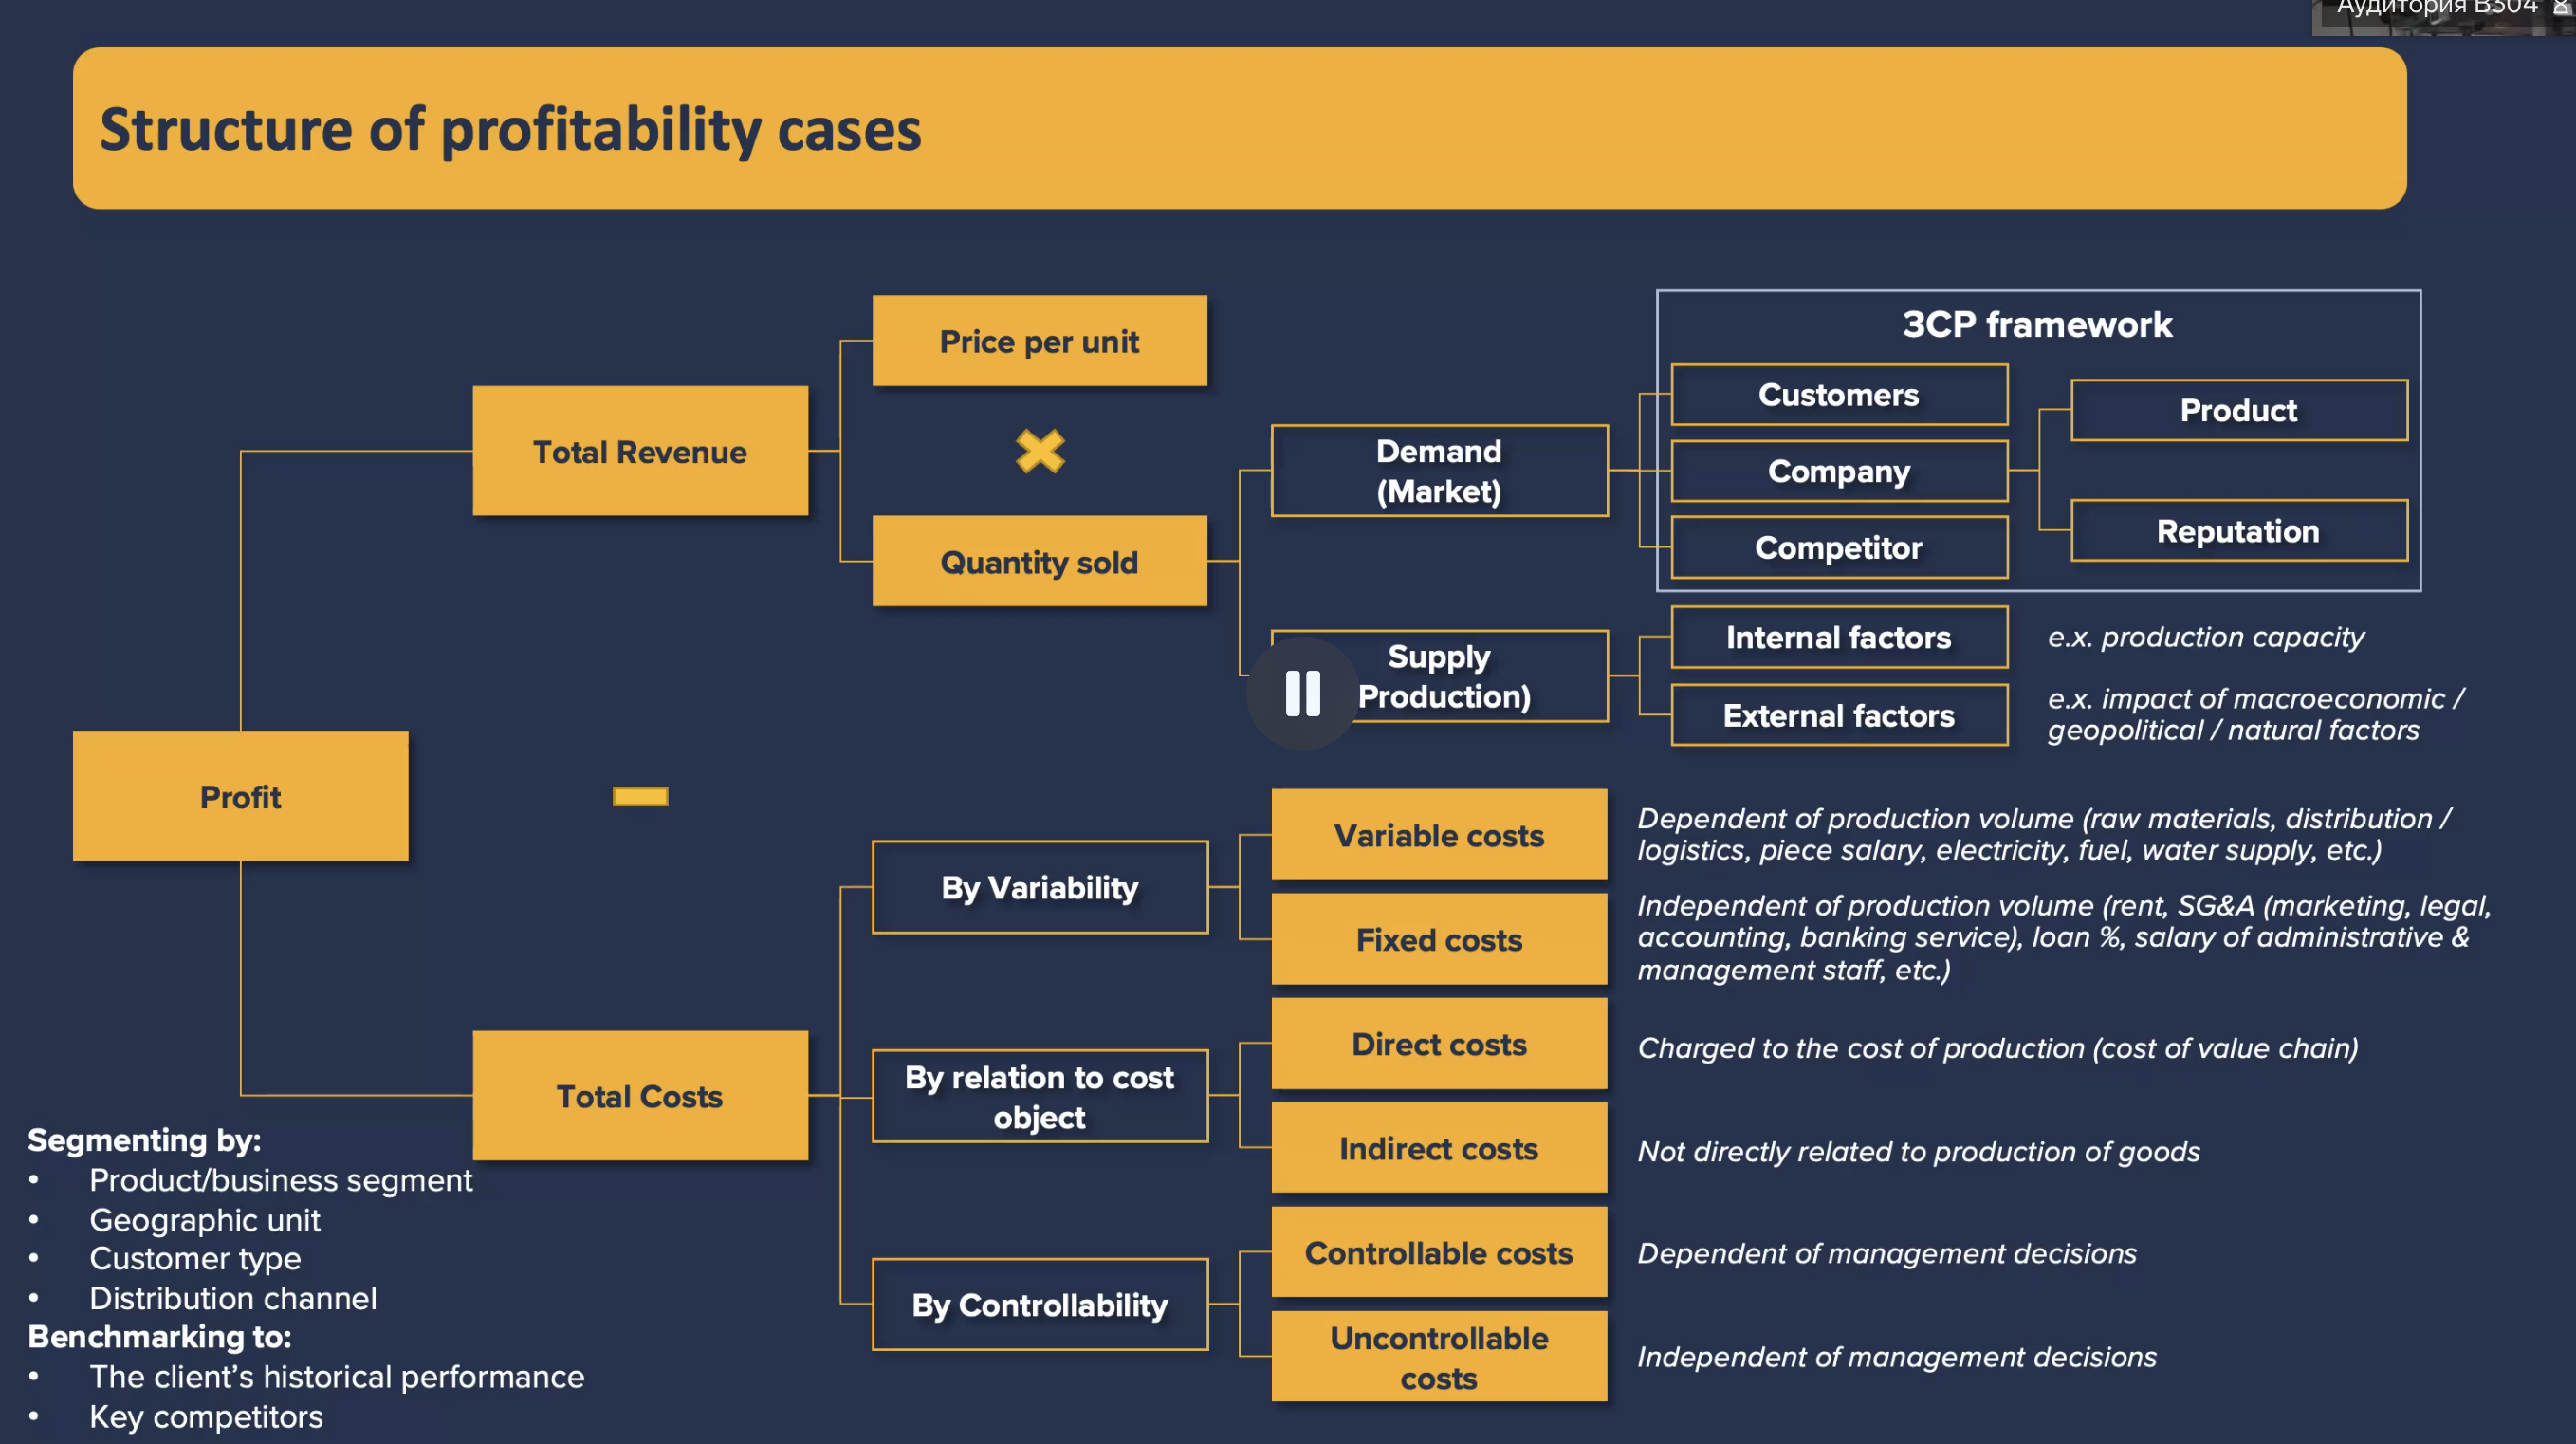 Аудитория B304
Structure of profitability cases
Price per unit
Total Revenue
Quantity sold
Demand
(Market)
3CP framework
Customers
Company
Competitor
Product
Reputation
Supply
Production)
Internal factors
e.x. production capacity
External factors
e.x. impact of macroeconomic /
geopolitical / natural factors
Profit
Total Costs
By Variability
Variable costs
Dependent of production volume (raw materials, distribution /
logistics, piece salary, electricity, fuel, water supply, etc.)
Fixed costs
Independent of production volume (rent, SG&A (marketing, legal,
accounting, banking service), loan %, salary of administrative &
management staff, etc.)
By relation to cost
object
Direct costs
Charged to the cost of production (cost of value chain)
Indirect costs
Not directly related to production of goods
By Controllability
Controllable costs
Dependent of management decisions
Uncontrollable
costs
Independent of management decisions
Segmenting by:
• Product/business segment
• Geographic unit
• Customer type
• Distribution channel
Benchmarking to:
• The client's historical performance
• Key competitors